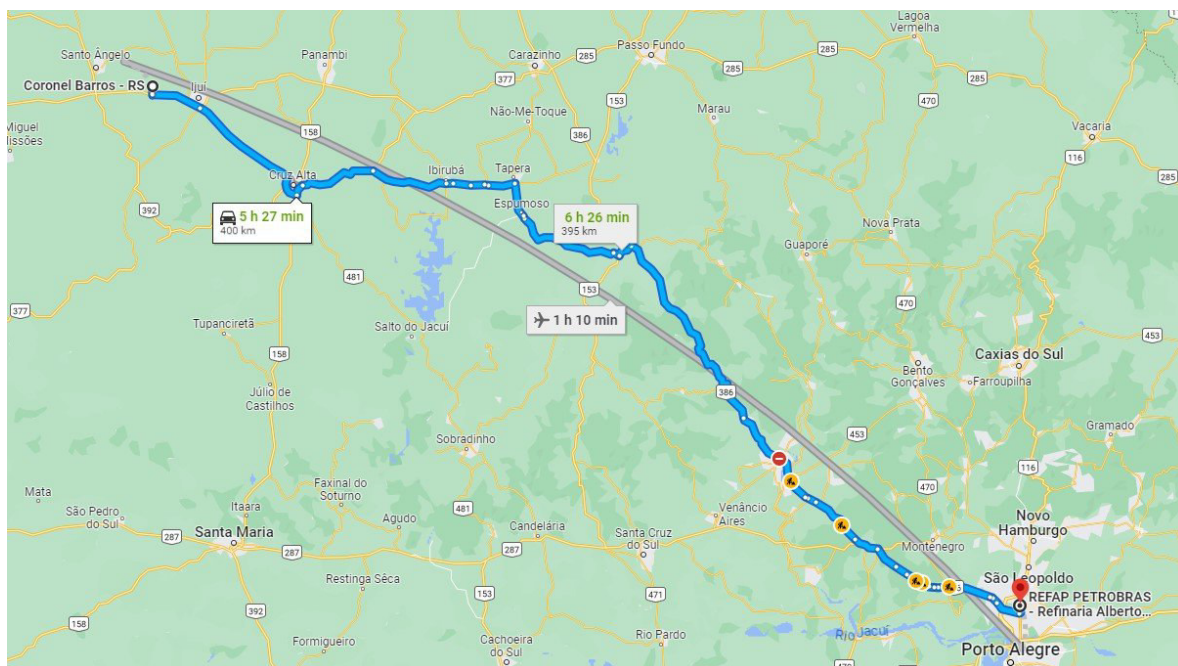 Lagoa
Vermelha
Santo Ângelo
Panambi
Carazinho
Passo Fundo
285
285
285
470
377
153
Coronel Barros - RS
Ijuí
Não-Me-Toque
Marau
386
Vacaria
Miguel
158
116
285
Cruz Alta
Ibirubá
Tapera
Espumoso
392
5 h 27 min
400 km
6 h 26 min
395 km
Nova Prata
Guaporé
481
153
377
1 h 10 min
470
Tupanciretã
Salto do Jacuí
453
158
Caxias do Sul
Bento
Gonçalves
Farroupilha
Júlio de
Castilhos
386
Gramado
Sobradinho
453
116
Mata
Faxinal do
Soturno
470
São Pedro
do Sul
Itaara
481
Venâncio
Aires
Novo
Hamburgo
Santa Maria
Agudo
Candelária
Santa Cruz
do Sul
Montenegro
287
287
287
287
São Leopoldo
Restinga Sêca
471
REFAP PETROBRAS
- Refinaria Alberto...
158
Formigueiro
Rio Pardo
Rio Jacuí
Cachoeira
do Sul
Porto Alegre
290
470